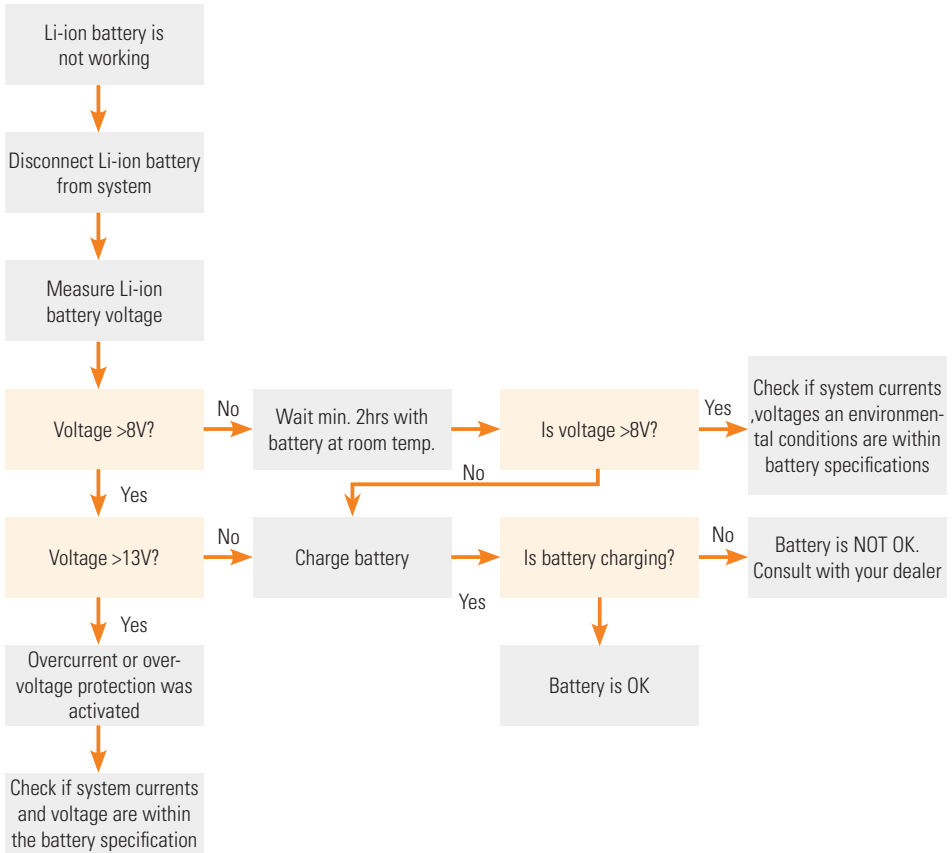 Li-ion battery is
not working
Disconnect Li-ion battery
from system
Measure Li-ion
battery voltage
Voltage >8V?
No
Wait min. 2hrs with
battery at room temp.
Is voltage >8V?
Yes
Check if system currents
,voltages an environmen-
tal conditions are within
battery specifications
No
Yes
Voltage >13V?
No
Charge battery
Is battery charging?
No
Battery is NOT OK.
Consult with your dealer
Yes
Yes
Overcurrent or over-
voltage protection was
activated
Battery is OK
Check if system currents
and voltage are within
the battery specification